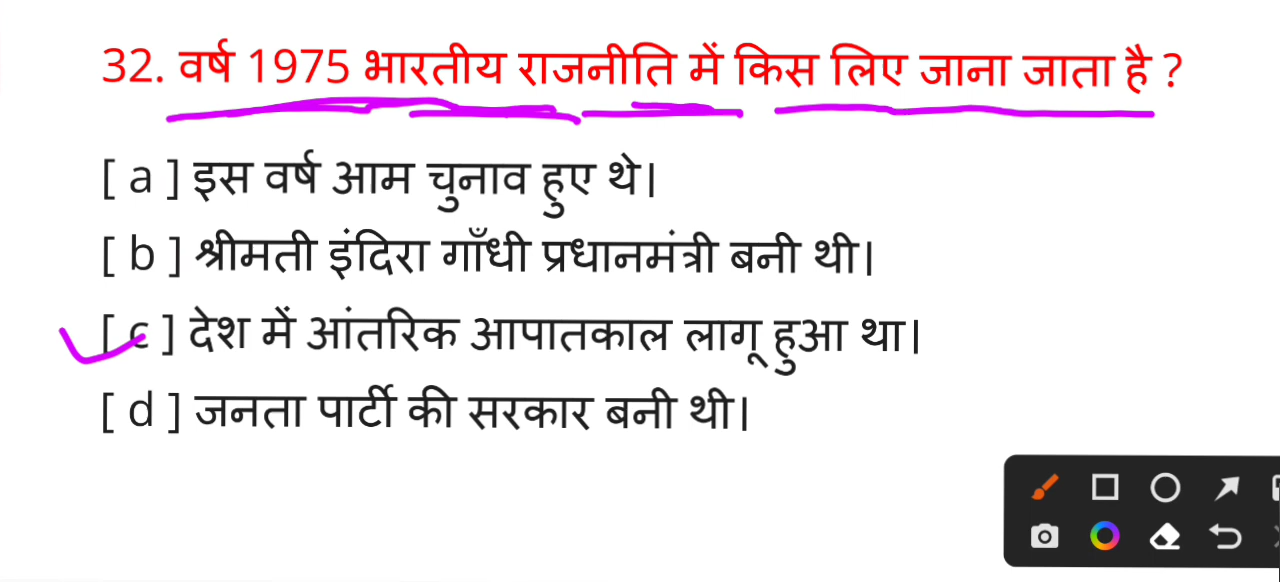 32. वर्ष 1975 भारतीय राजनीति में किस लिए जाना जाता है ?
[ a ] इस वर्ष आम चुनाव हुए थे।
[ b ] श्रीमती इंदिरा गाँधी प्रधानमंत्री बनी थी।
[ c ] देश में आंतरिक आपातकाल लागू हुआ था।
[ d ] जनता पार्टी की सरकार बनी थी।